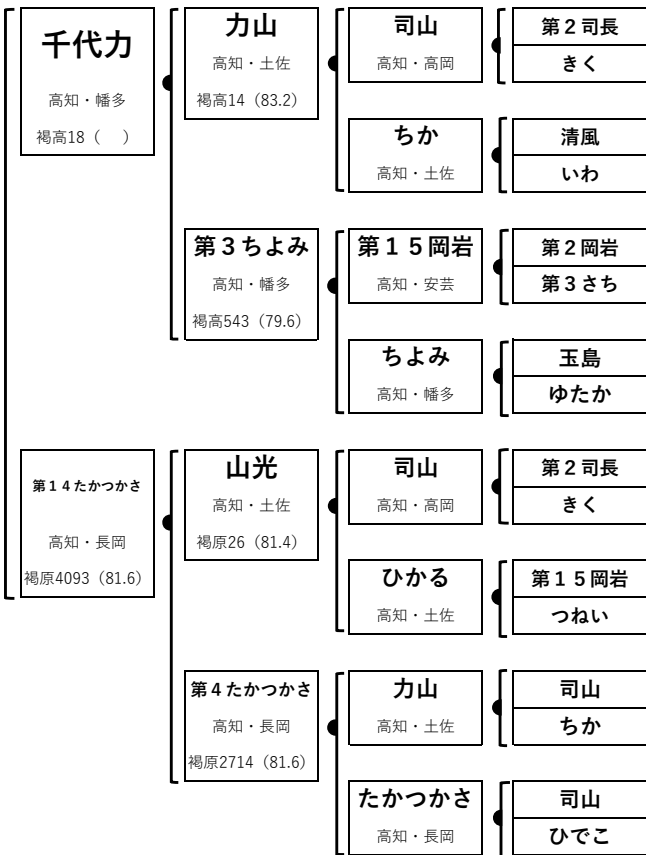 千代力
高知・幡多
褐高18（　）
力山
高知・土佐
褐高14（83.2）
司山
高知・高岡
第２司長
きく
ちか
高知・土佐
清風
いわ
第３ちよみ
高知・幡多
褐高543（79.6）
第１５岡岩
高知・安芸
第２岡岩
第３さち
ちよみ
高知・幡多
玉島
ゆたか
第１４たかつかさ
高知・長岡
褐原4093（81.6）
山光
高知・土佐
褐原26（81.4）
司山
高知・高岡
第２司長
きく
ひかる
高知・土佐
第１５岡岩
つねい
第４たかつかさ
高知・長岡
褐原2714（81.6）
力山
高知・土佐
司山
ちか
たかつかさ
高知・長岡
司山
ひでこ